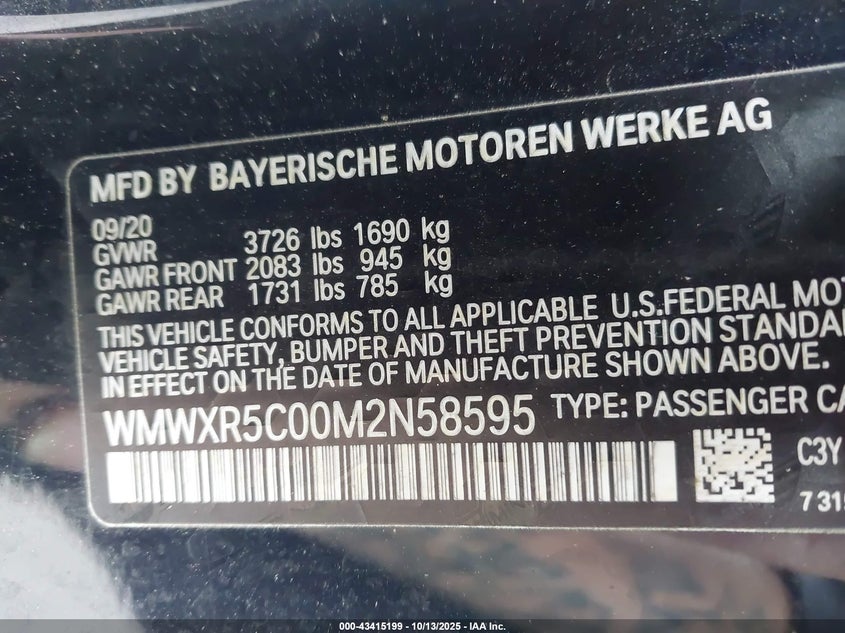 MFD BY BAYERISCHE MOTOREN WERKE AG
09/20
GVWR 3726 lbs 1690 kg
GAWR FRONT 2083 lbs 945 kg
GAWR REAR 1731 lbs 785 kg
THIS VEHICLE CONFORMS TO ALL APPLICABLE U.S.FEDERAL MOT
VEHICLE SAFETY, BUMPER AND THEFT PREVENTION STANDA
IN EFFECT ON THE DATE OF MANUFACTURE SHOWN ABOVE.
WMWXR5C00M2N58595 TYPE: PASSENGER CA
C3Y
7 315
000-43415199 - 10/13/2025 - IAA Inc.